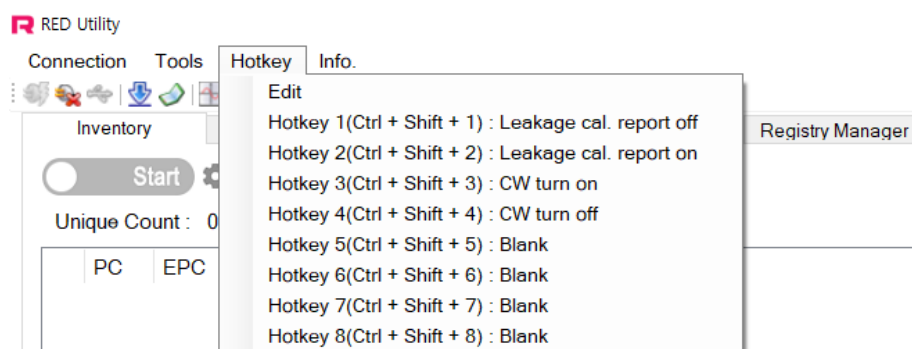 RED Utility
Connection Tools Hotkey Info.
Edit
Inventory
Hotkey 1(Ctrl + Shift + 1) : Leakage cal. report off
Registry Manager
Hotkey 2(Ctrl + Shift + 2) : Leakage cal. report on
Start
Hotkey 3(Ctrl + Shift + 3) : CW turn on
Unique Count : 0
Hotkey 4(Ctrl + Shift + 4) : CW turn off
Hotkey 5(Ctrl + Shift + 5) : Blank
PC EPC
Hotkey 6(Ctrl + Shift + 6) : Blank
Hotkey 7(Ctrl + Shift + 7) : Blank
Hotkey 8(Ctrl + Shift + 8) : Blank